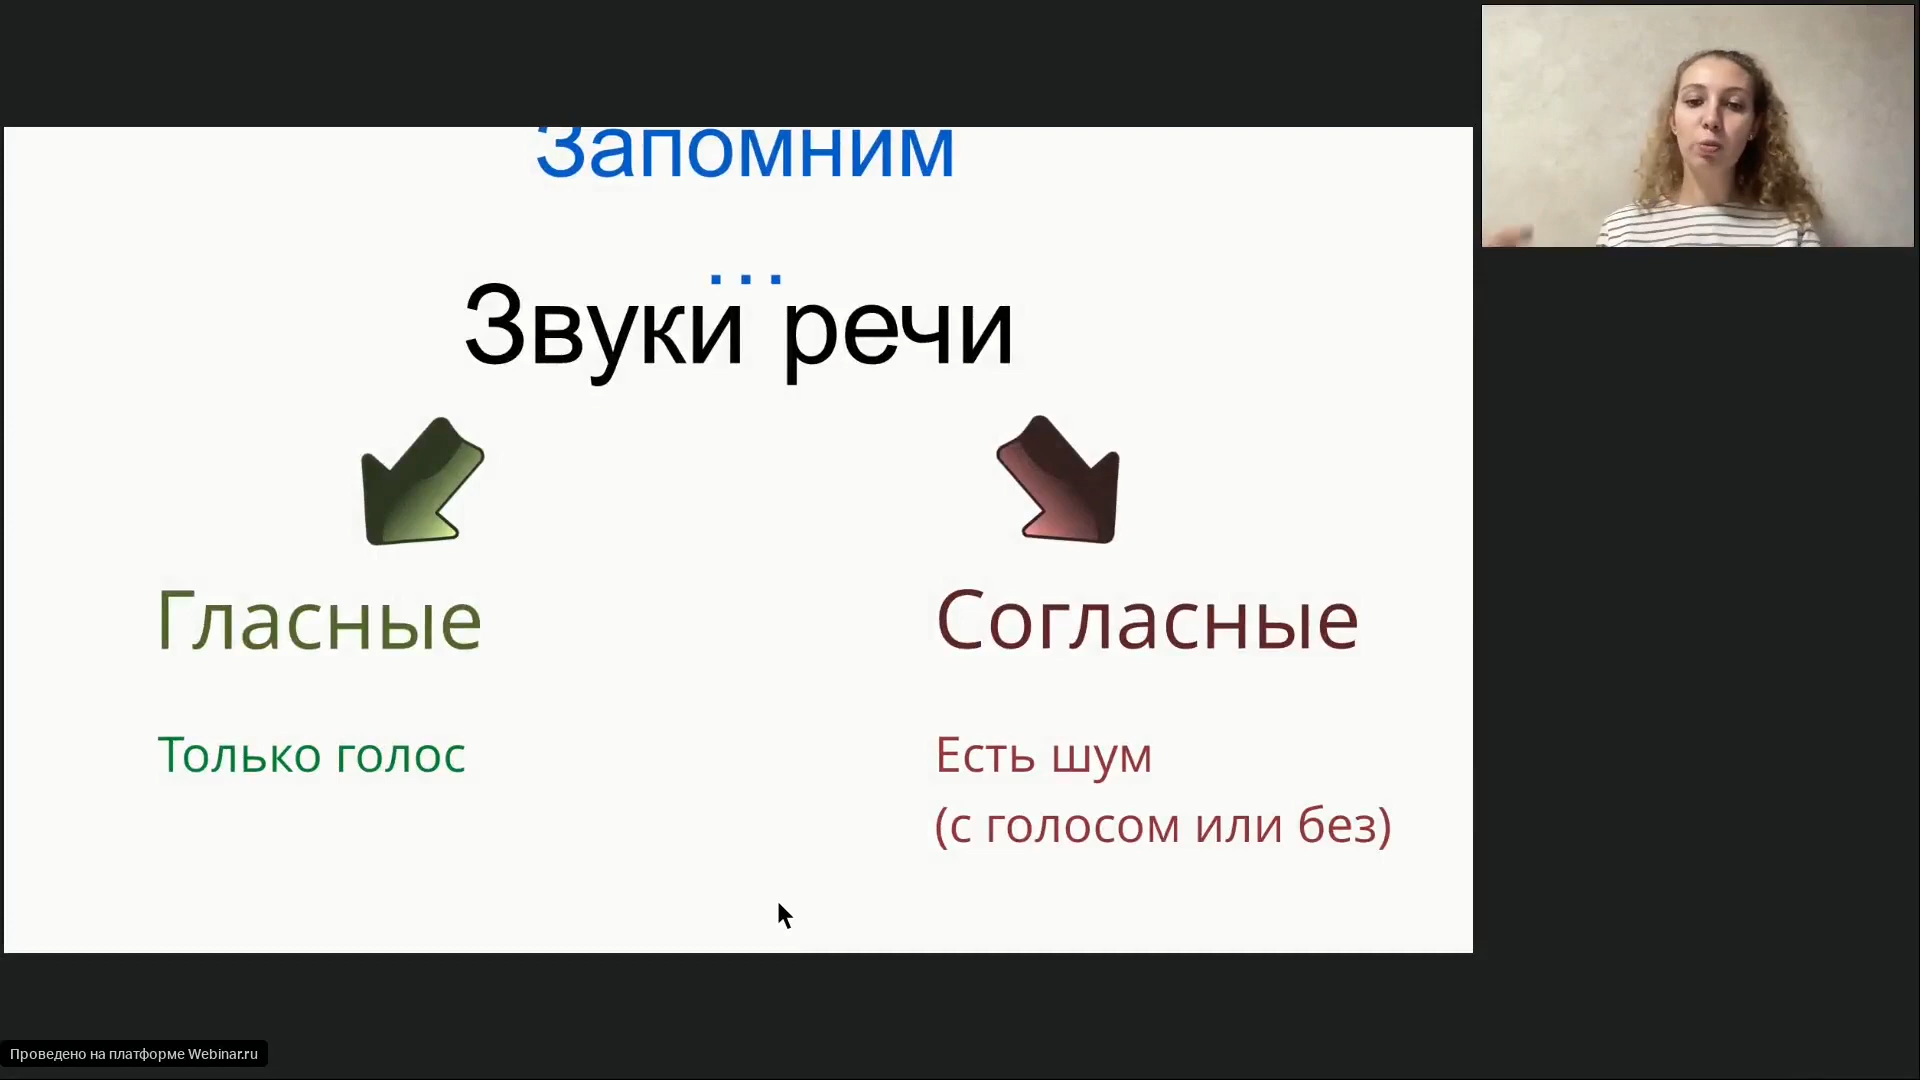 Запомним
...
Звуки речи
Гласные
Согласные
Только голос
Есть шум
(с голосом или без)
Проведено на платформе Webinar.ru